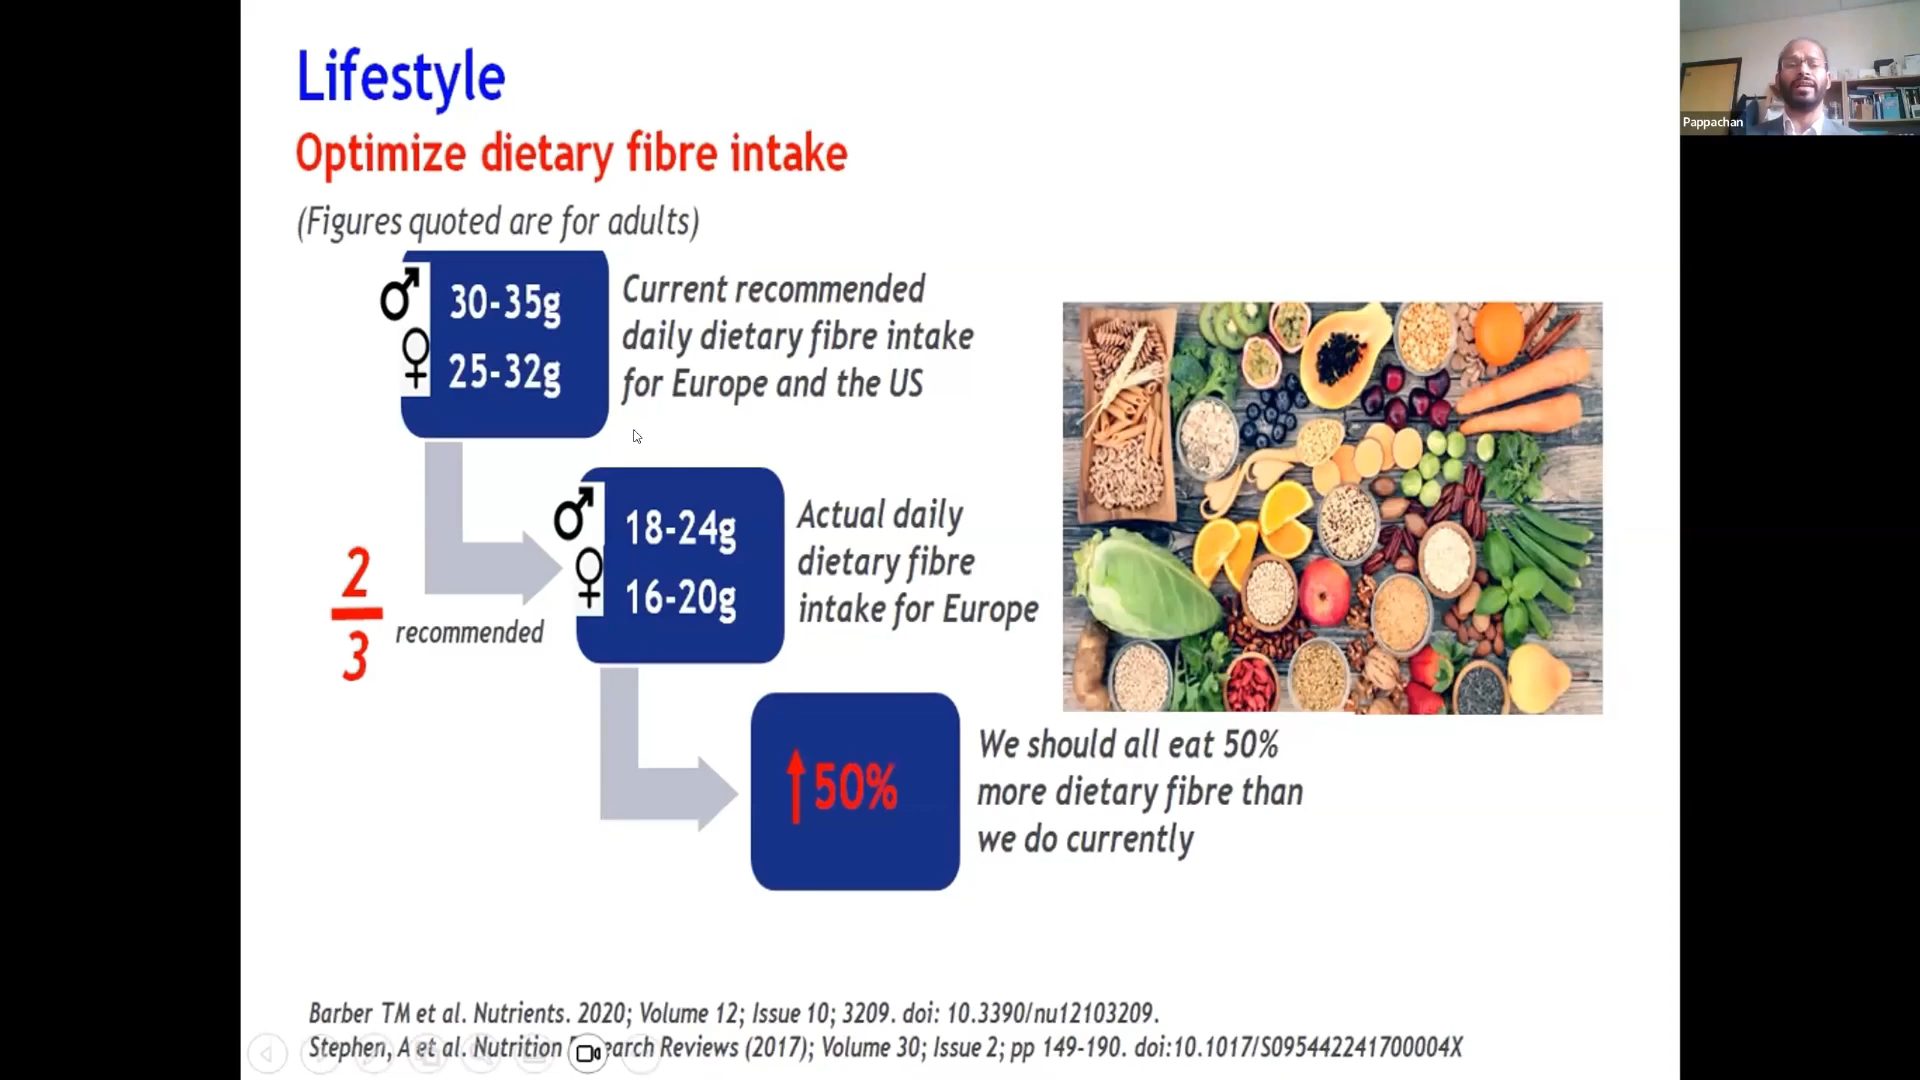 Lifestyle
Optimize dietary fibre intake
(Figures quoted are for adults)
♂ 30-35g
♀ 25-32g
Current recommended
daily dietary fibre intake
for Europe and the US
♂ 18-24g
♀ 16-20g
Actual daily
dietary fibre
intake for Europe
2
3
recommended
↑50%
We should all eat 50%
more dietary fibre than
we do currently
Barber TM et al. Nutrients. 2020; Volume 12; Issue 10; 3209. doi: 10.3390/nu12103209.
Stephen, A et al. Nutrition Reviews (2017); Volume 30; Issue 2; pp 149-190. doi:10.1017/S095442241700004X
Pappachan